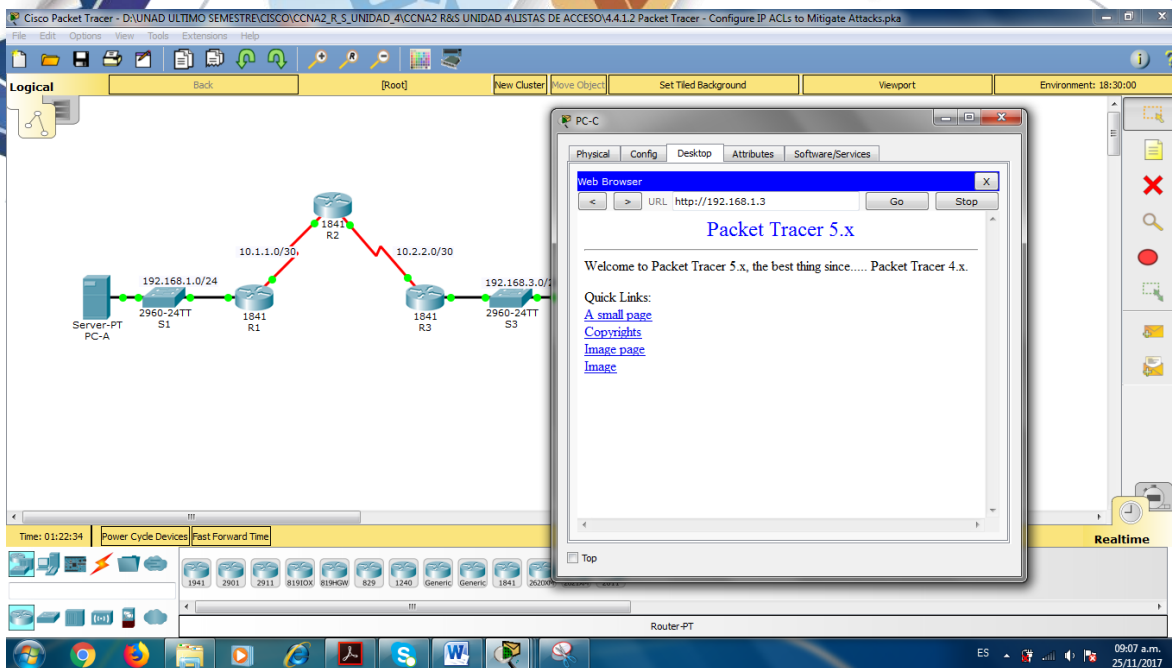 Cisco Packet Tracer - D:\UNAD ULTIMO SEMESTRE\CISCO\CCNA2_R_S_UNIDAD_4\CCNA2 R&S UNIDAD 4\LISTAS DE ACCESO\4.4.1.2 Packet Tracer - Configure IP ACLs to Mitigate Attacks.pka
File Edit Options View Tools Extensions Help
Logical Back [Root] New Cluster Move Object Set Tiled Background Viewport Environment: 18:30:00
PC-C
Physical Config Desktop Attributes Software/Services
Web Browser X
< > URL http://192.168.1.3 Go Stop
Packet Tracer 5.x
Welcome to Packet Tracer 5.x, the best thing since..... Packet Tracer 4.x.
Quick Links:
A small page
Copyrights
Image page
Image
Top
1841
R2
10.1.1.0/30
10.2.2.0/30
192.168.1.0/24
192.168.3.0/2
Server-PT
PC-A
2960-24TT
S1
1841
R1
1841
R3
2960-24TT
S3
Time: 01:22:34 Power Cycle Devices Fast Forward Time Realtime
1941 2901 2911 819IOX 819HGW 829 1240 Generic Generic 1841
Router-PT
ES 09:07 a.m.
25/11/2017